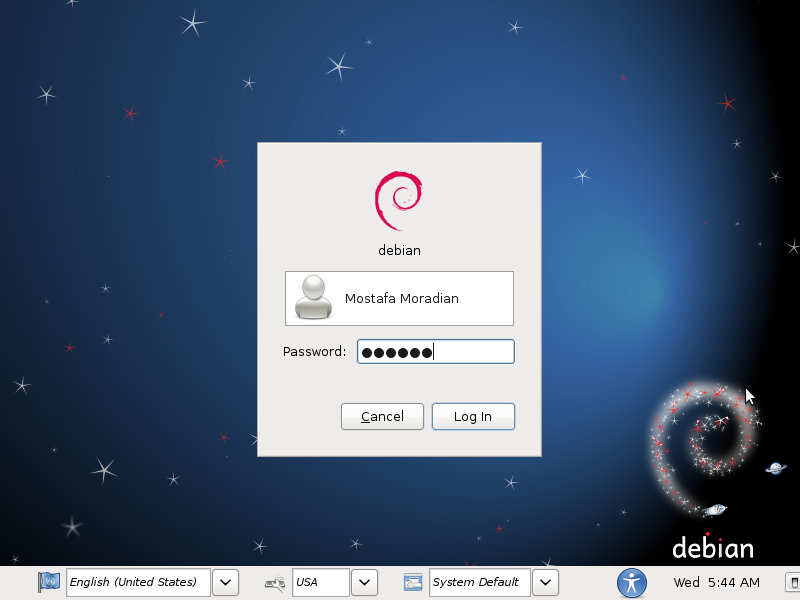 debian
Mostafa Moradian
Password: ●●●●●●
Cancel
Log In
debian
English (United States)
USA
System Default
Wed 5:44 AM